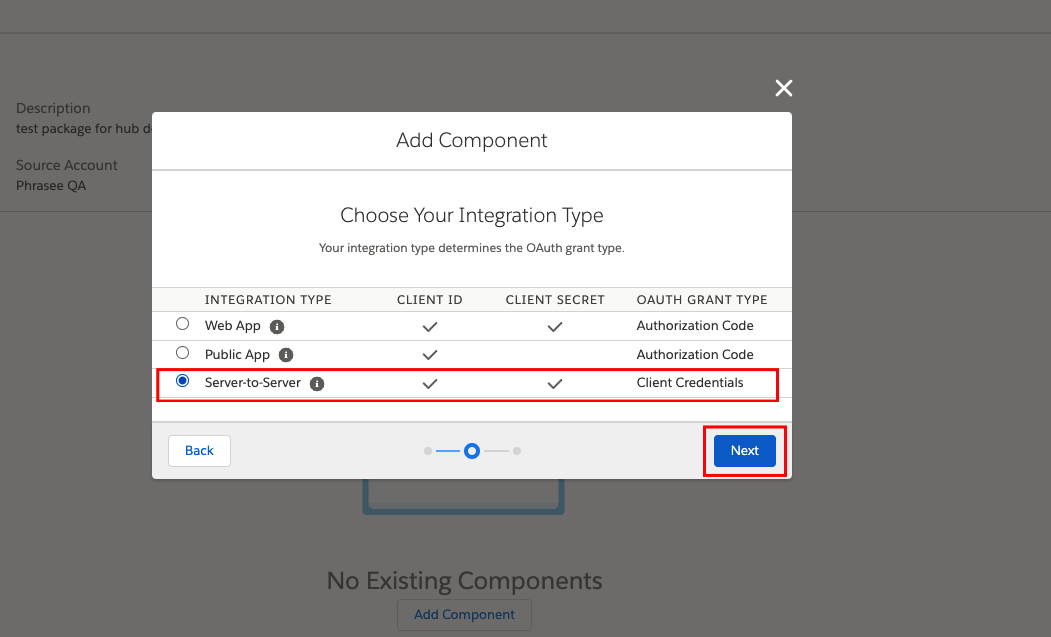 Description
test package for hub d
Source Account
Phrasee QA
Add Component
Choose Your Integration Type
Your integration type determines the OAuth grant type.
INTEGRATION TYPE CLIENT ID CLIENT SECRET OAUTH GRANT TYPE
Web App Authorization Code
Public App Authorization Code
Server-to-Server Client Credentials
Back Next
No Existing Components
Add Component